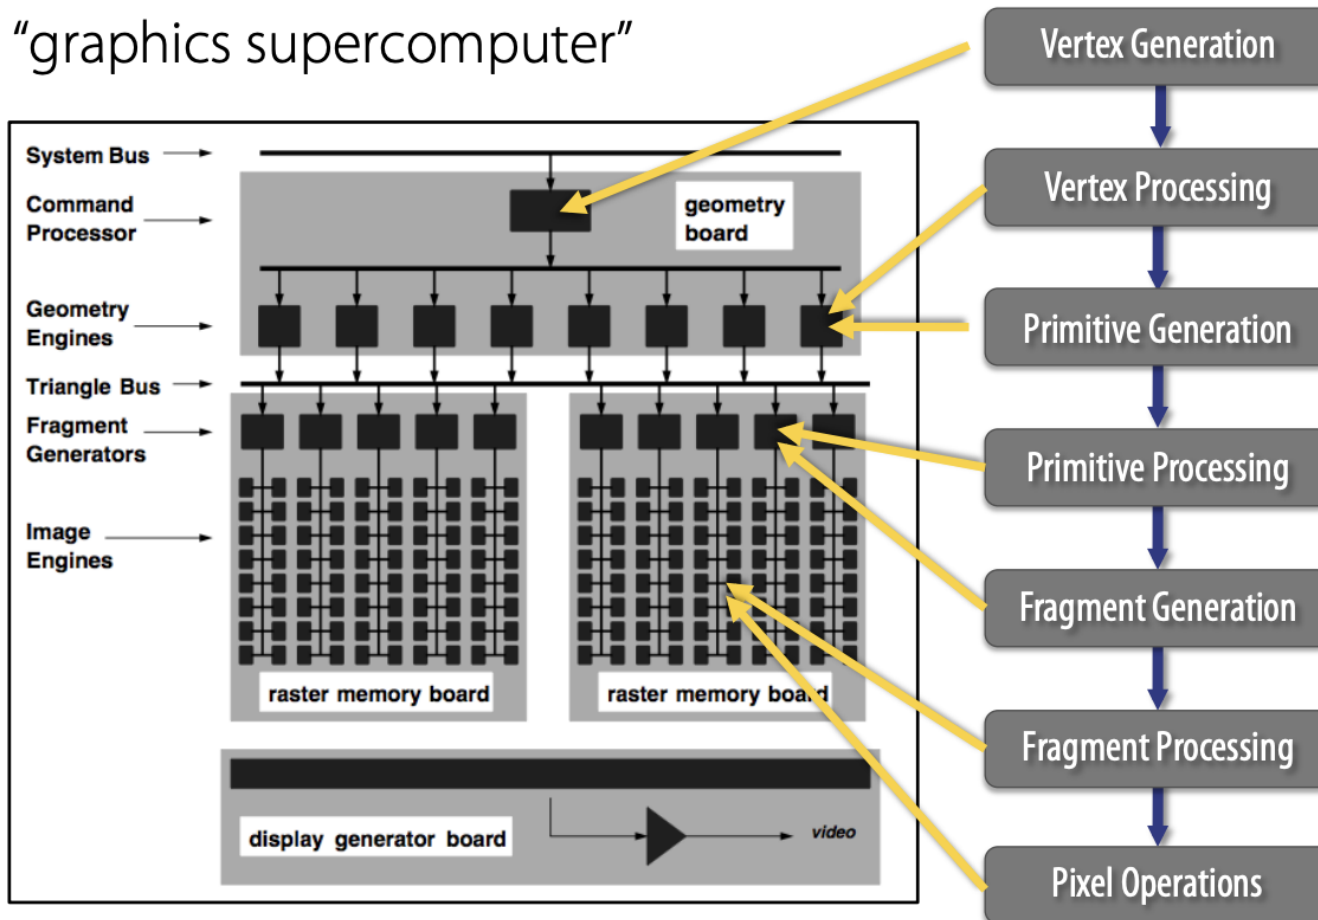 “graphics supercomputer”
System Bus
Command
Processor
geometry
board
Geometry
Engines
Triangle Bus
Fragment
Generators
Image
Engines
raster memory board
raster memory board
display generator board
video
Vertex Generation
Vertex Processing
Primitive Generation
Primitive Processing
Fragment Generation
Fragment Processing
Pixel Operations